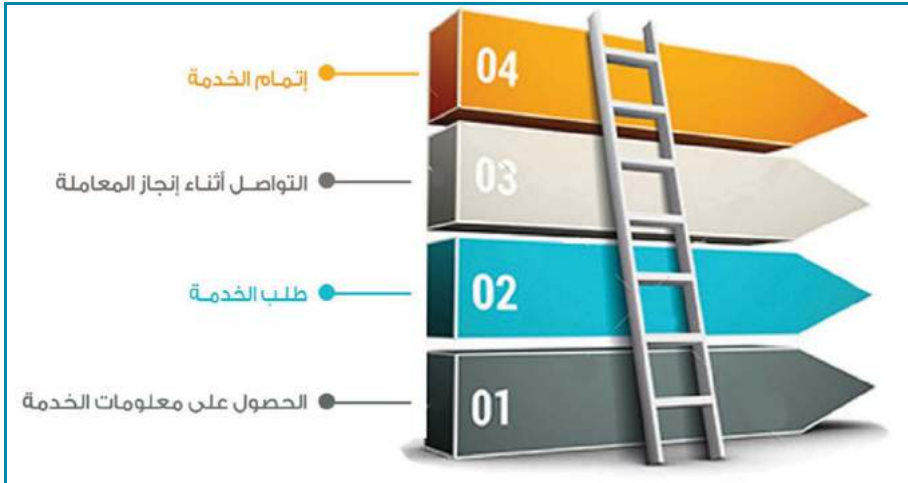 إتمام الخدمة
04
التواصل أثناء إنجاز المعاملة
03
طلب الخدمة
02
الحصول على معلومات الخدمة
01